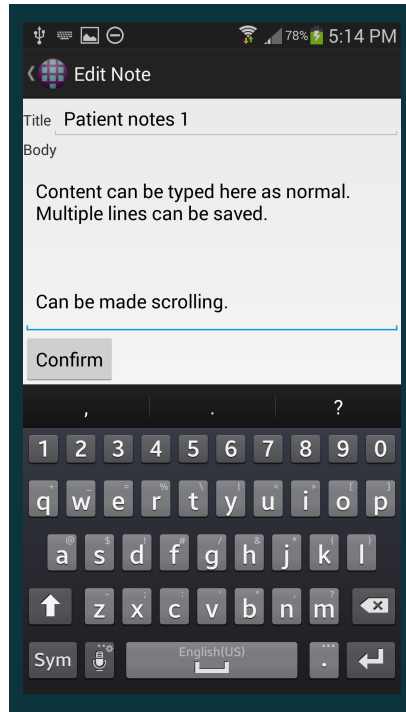 78% 5:14 PM
Edit Note
Title Patient notes 1
Body
Content can be typed here as normal.
Multiple lines can be saved.
Can be made scrolling.
Confirm
, . ?
1 2 3 4 5 6 7 8 9 0
q w e r t y u i o p
a s d f g h j k l
z x c v b n m
Sym English(US) .